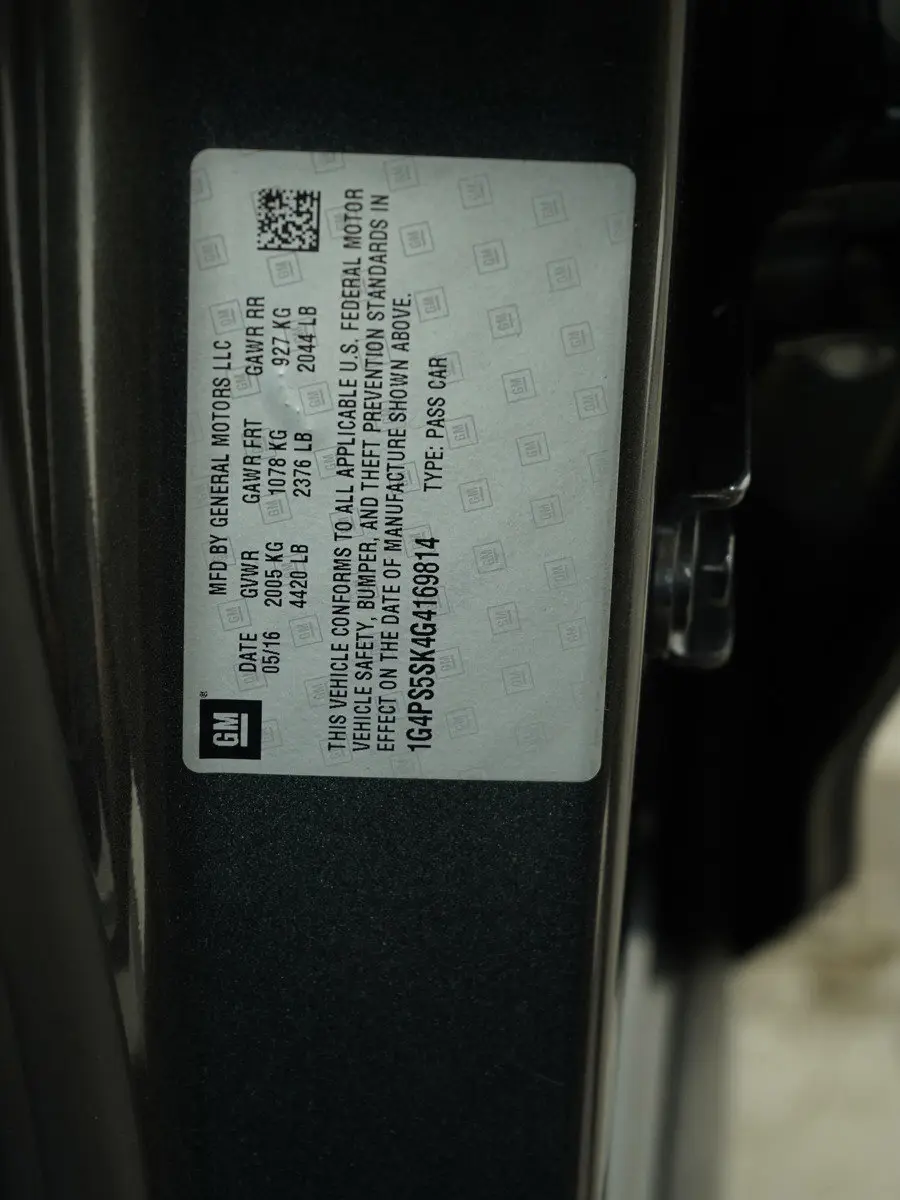 GM®
MFD BY GENERAL MOTORS LLC
DATE GVWR GAWR FRT GAWR RR
05/16 2005 KG 1078 KG 927 KG
4420 LB 2376 LB 2044 LB
THIS VEHICLE CONFORMS TO ALL APPLICABLE U.S. FEDERAL MOTOR
VEHICLE SAFETY, BUMPER, AND THEFT PREVENTION STANDARDS IN
EFFECT ON THE DATE OF MANUFACTURE SHOWN ABOVE.
1G4PS5SK4G4169814 TYPE: PASS CAR